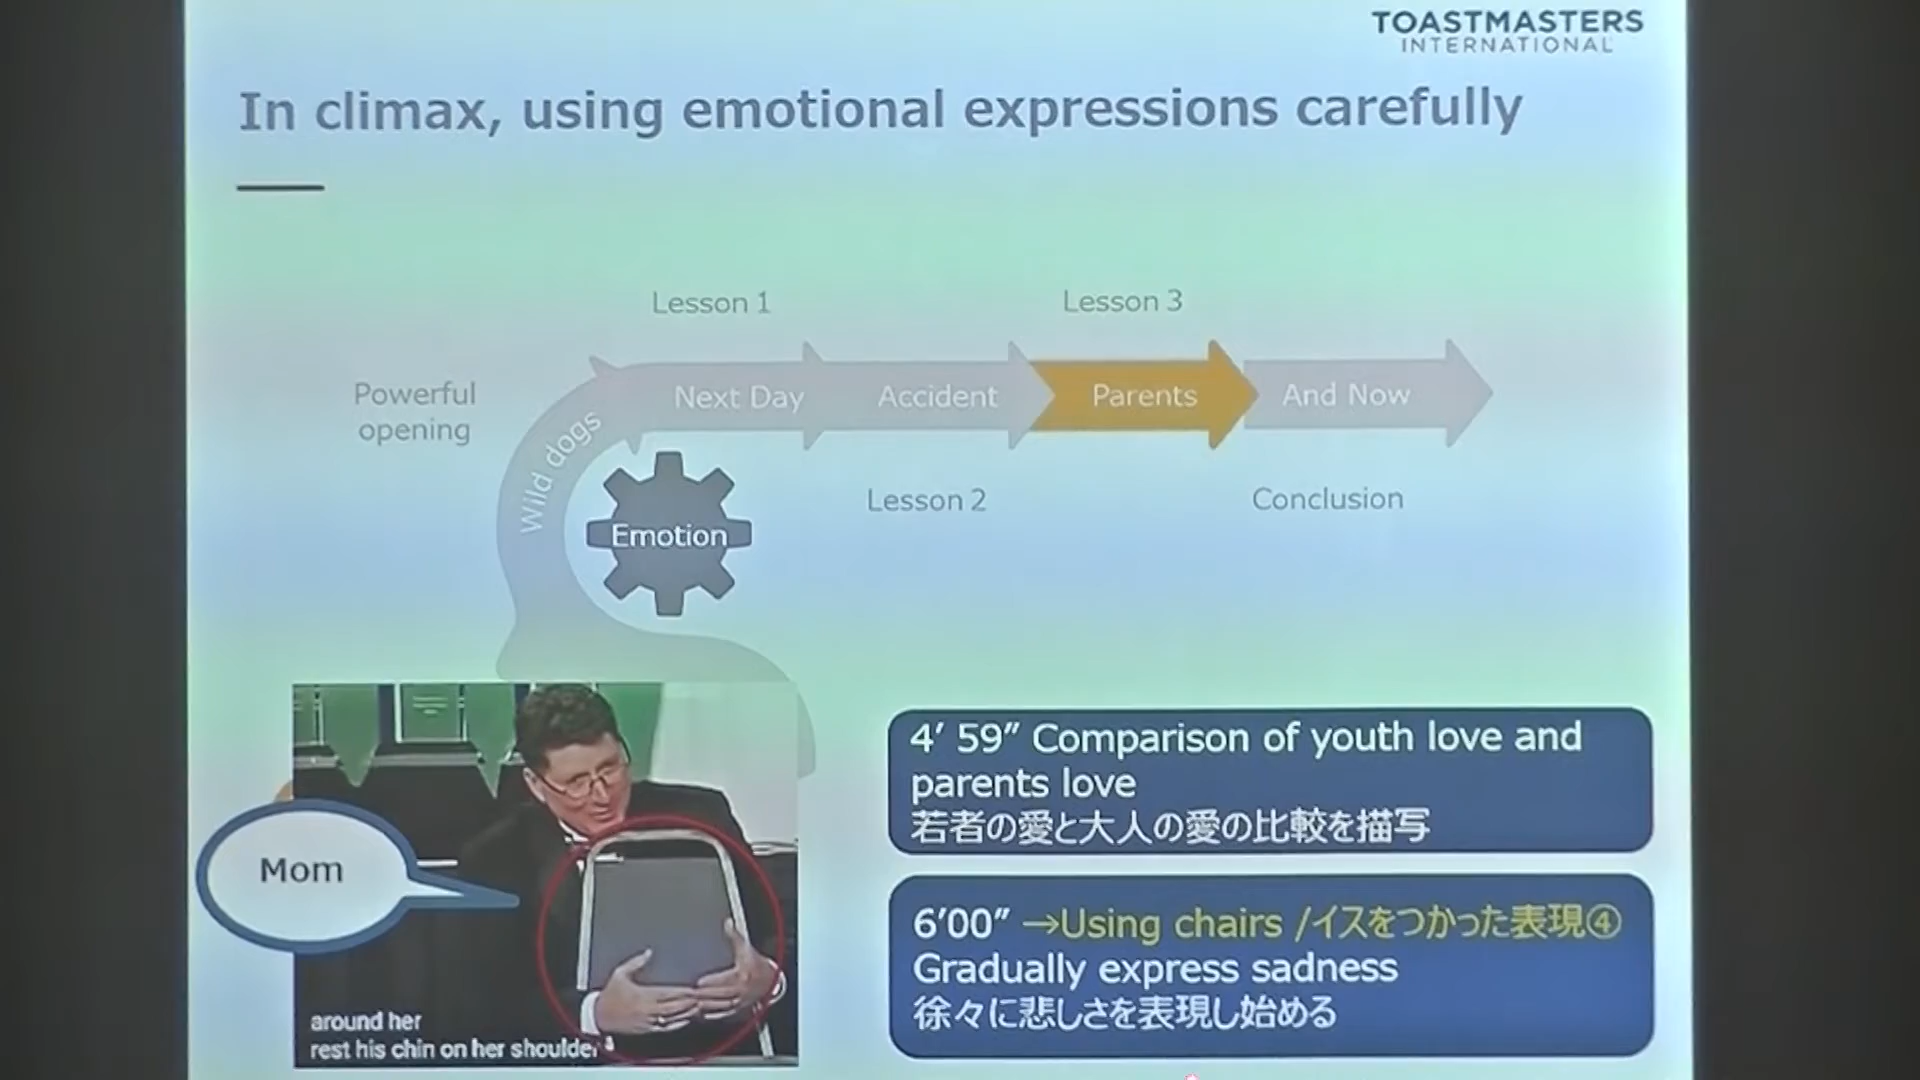 TOASTMASTERS
INTERNATIONAL
In climax, using emotional expressions carefully
Lesson 1
Lesson 3
Powerful
opening
Wild dogs
Next Day
Accident
Parents
And Now
Emotion
Lesson 2
Conclusion
Mom
around her
rest his chin on her shoulder
4’ 59” Comparison of youth love and
parents love
若者の愛と大人の愛の比較を描写
6’00” →Using chairs /イスをつかった表現④
Gradually express sadness
徐々に悲しさを表現し始める